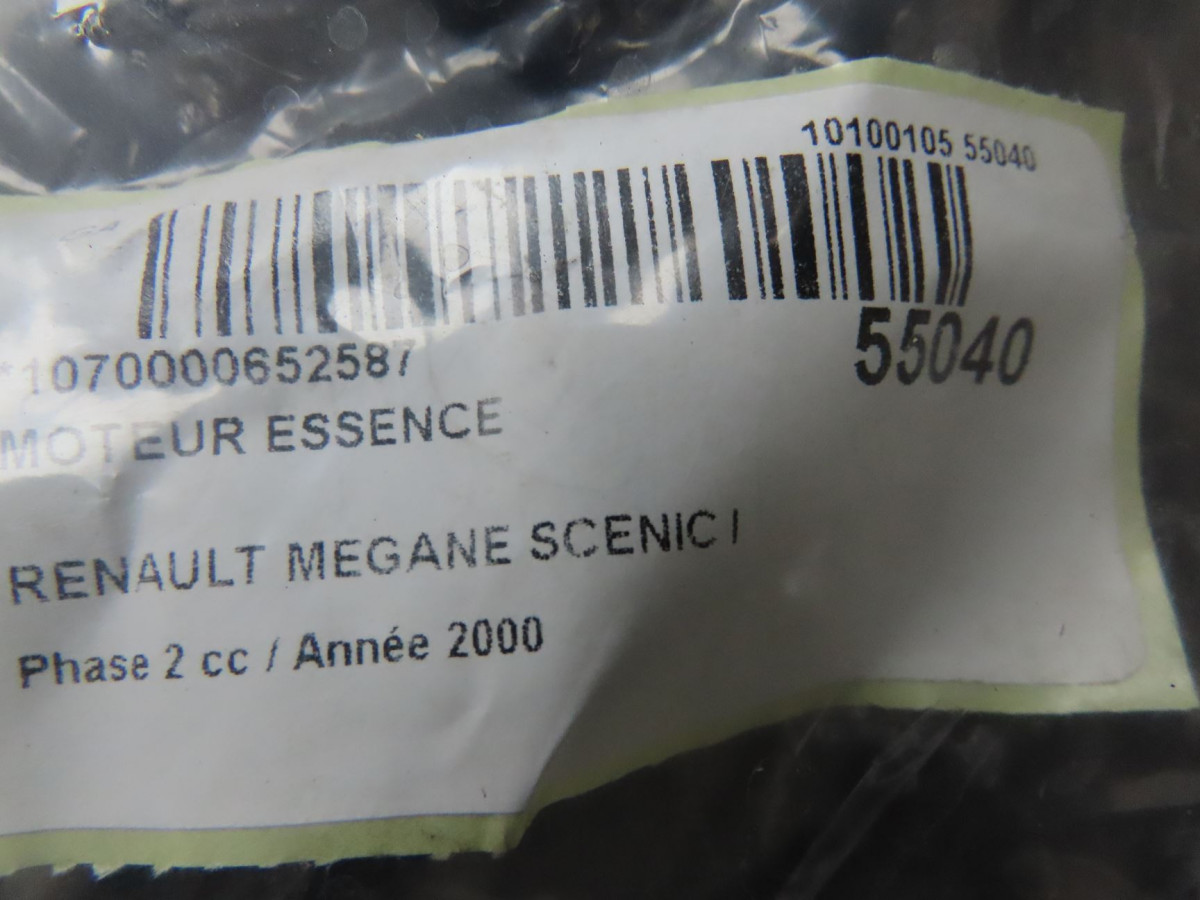 10100105 55040
*1070000652587
55040
MOTEUR ESSENCE
RENAULT MEGANE SCENIC I
Phase 2 cc / Année 2000